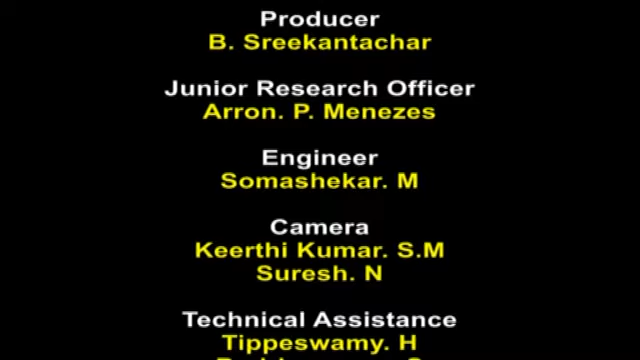 Producer
B. Sreekantachar
Junior Research Officer
Arron. P. Menezes
Engineer
Somashekar. M
Camera
Keerthi Kumar. S.M
Suresh. N
Technical Assistance
Tippeswamy. H